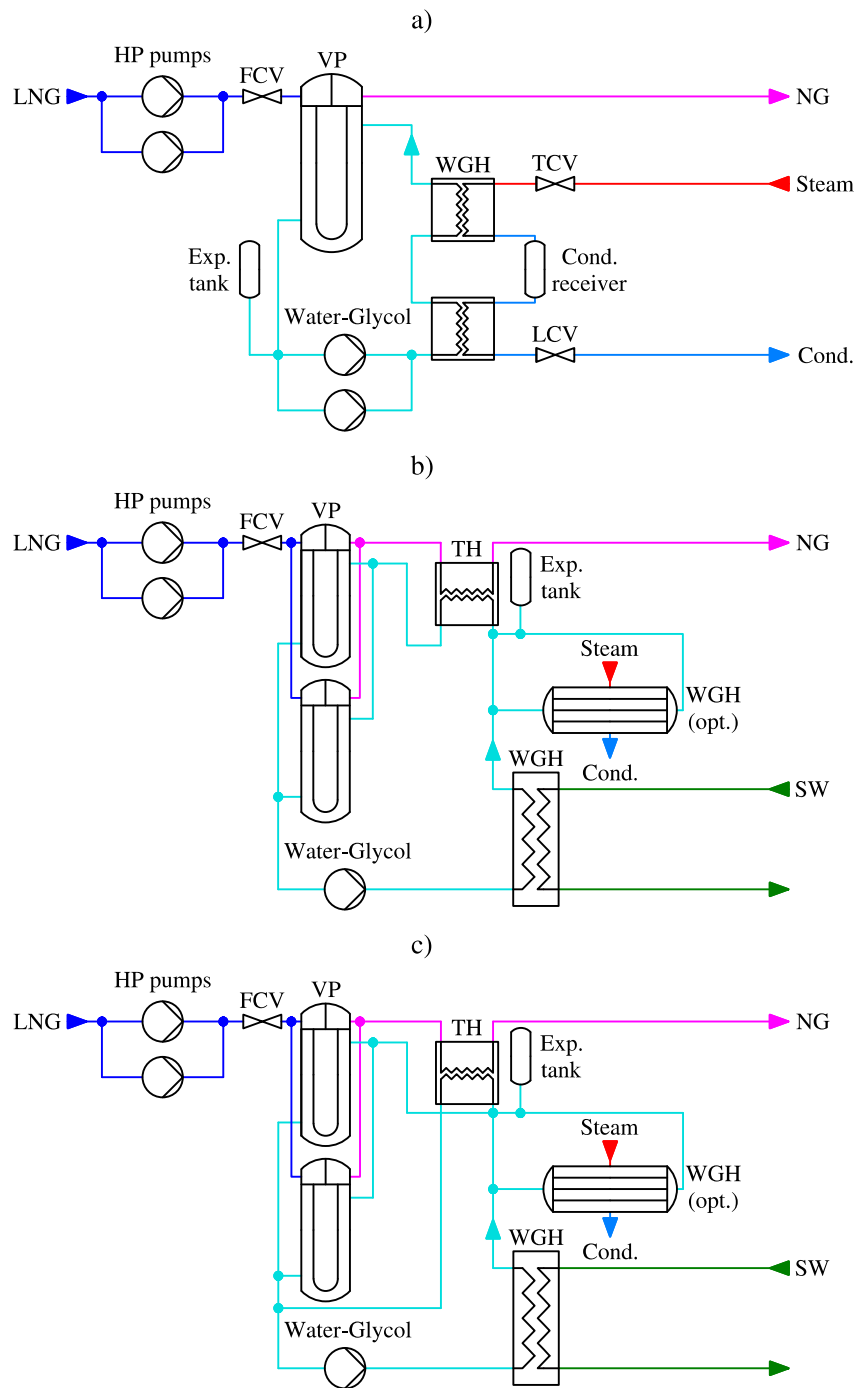 a)
HP pumps
FCV
VP
LNG
NG
WGH
TCV
Steam
Exp.
tank
Cond.
receiver
Water-Glycol
LCV
Cond.
b)
HP pumps
FCV
VP
LNG
TH
NG
Exp.
tank
Steam
WGH
(opt.)
WGH
Cond.
SW
Water-Glycol
c)
HP pumps
FCV
VP
LNG
TH
NG
Exp.
tank
Steam
WGH
(opt.)
WGH
Cond.
SW
Water-Glycol